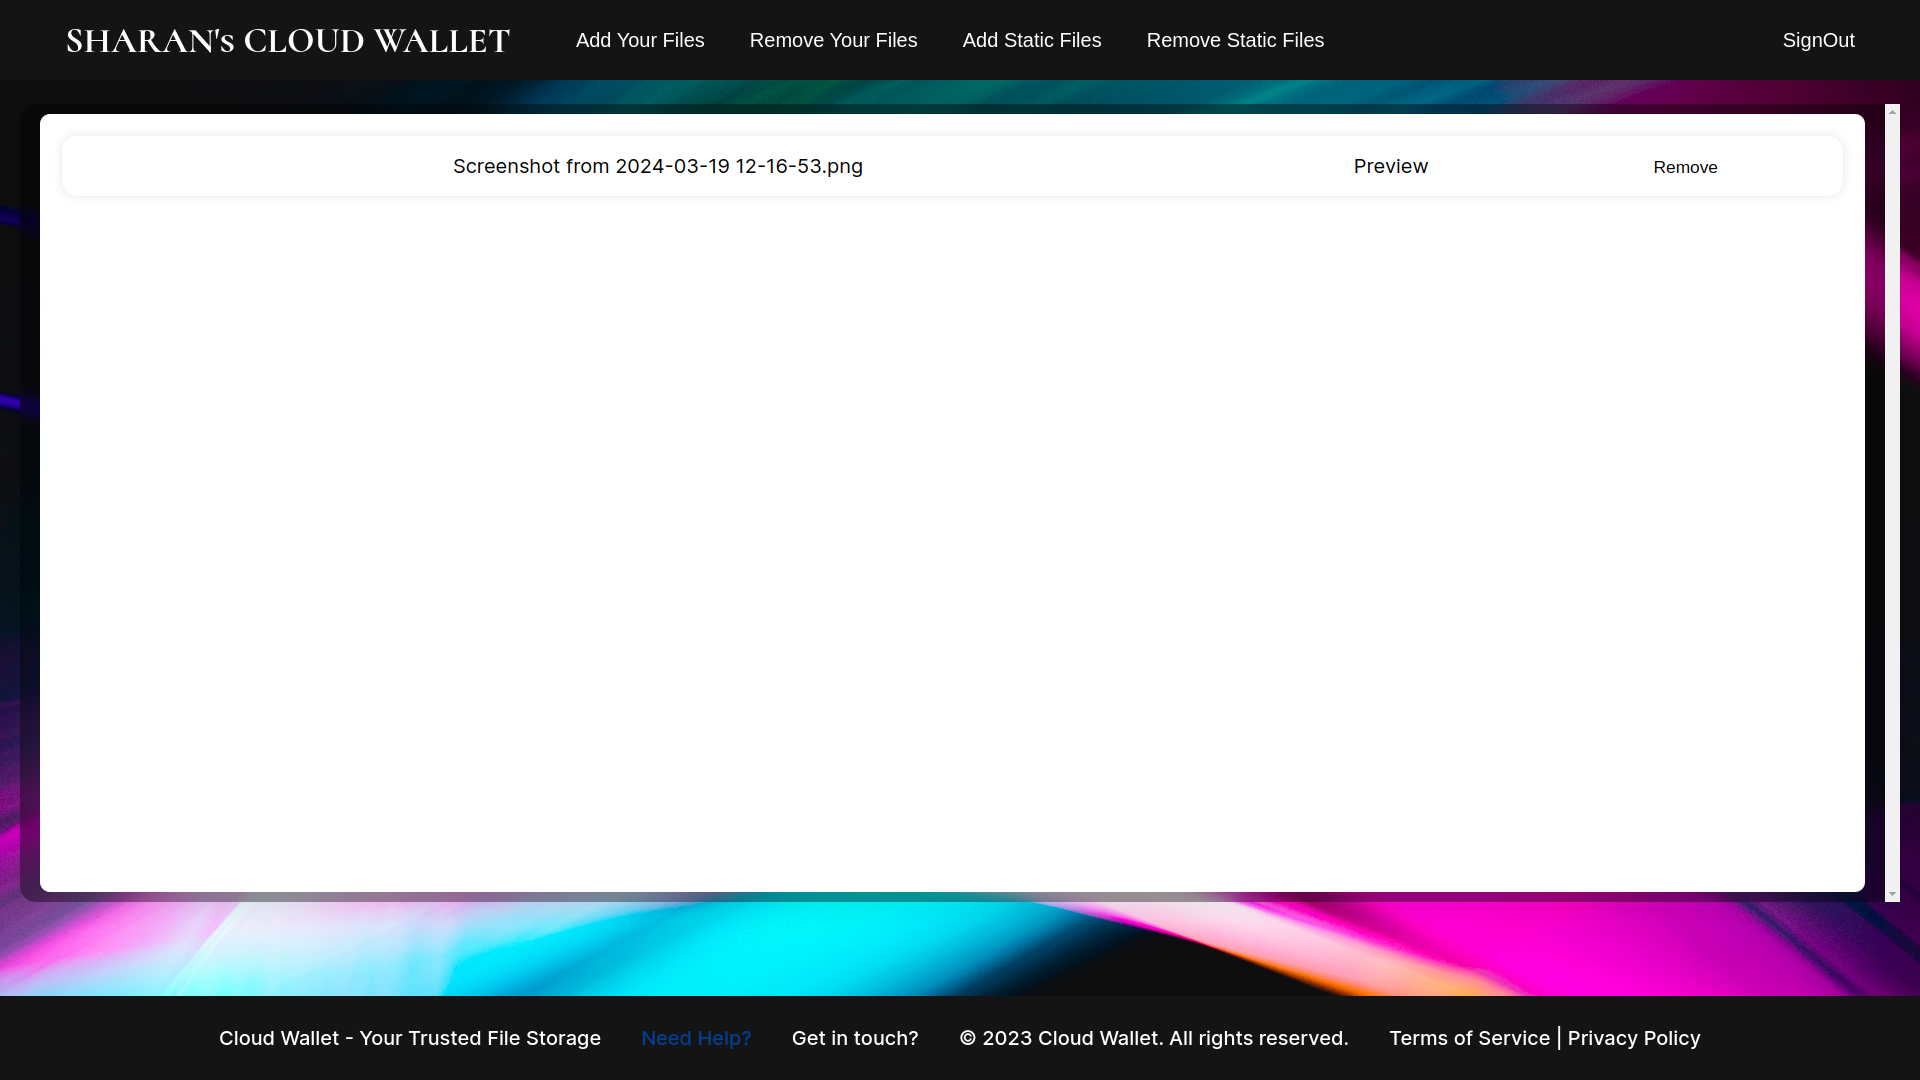 SHARAN's CLOUD WALLET Add Your Files Remove Your Files Add Static Files Remove Static Files SignOut
Screenshot from 2024-03-19 12-16-53.png Preview Remove
Cloud Wallet - Your Trusted File Storage Need Help? Get in touch? © 2023 Cloud Wallet. All rights reserved. Terms of Service | Privacy Policy